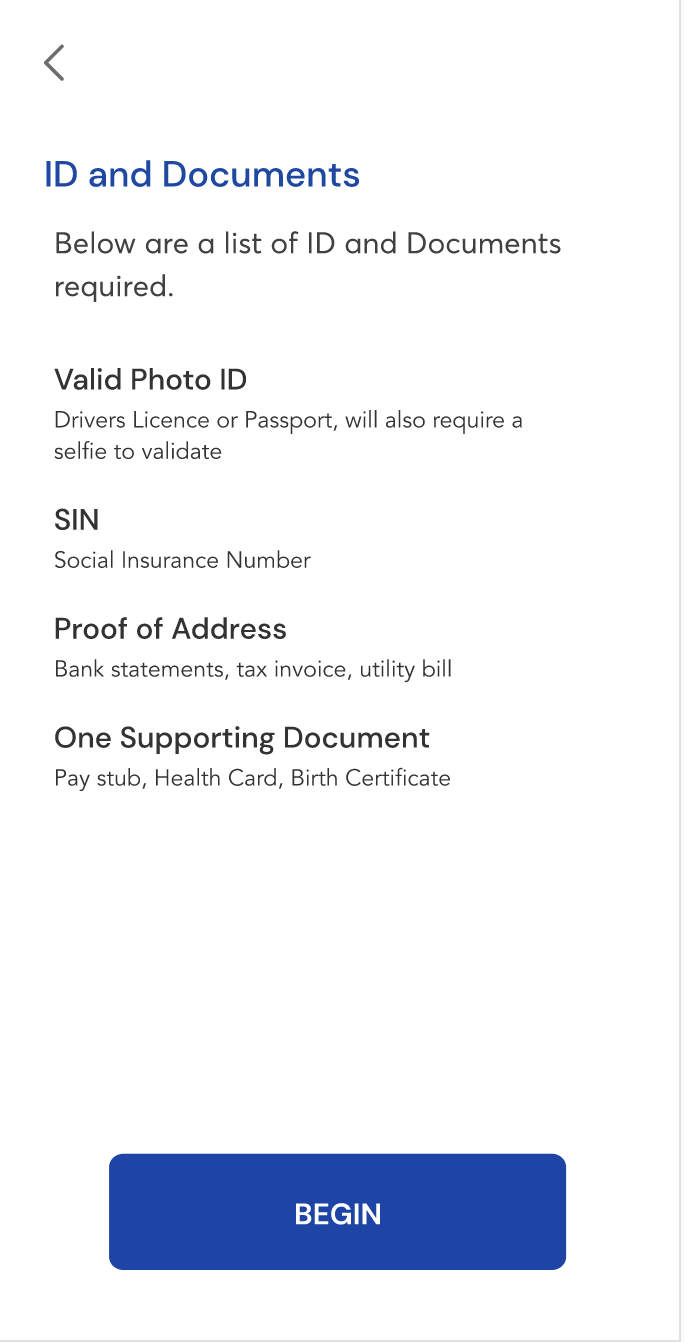 ID and Documents
Below are a list of ID and Documents
required.
Valid Photo ID
Drivers Licence or Passport, will also require a
selfie to validate
SIN
Social Insurance Number
Proof of Address
Bank statements, tax invoice, utility bill
One Supporting Document
Pay stub, Health Card, Birth Certificate
BEGIN